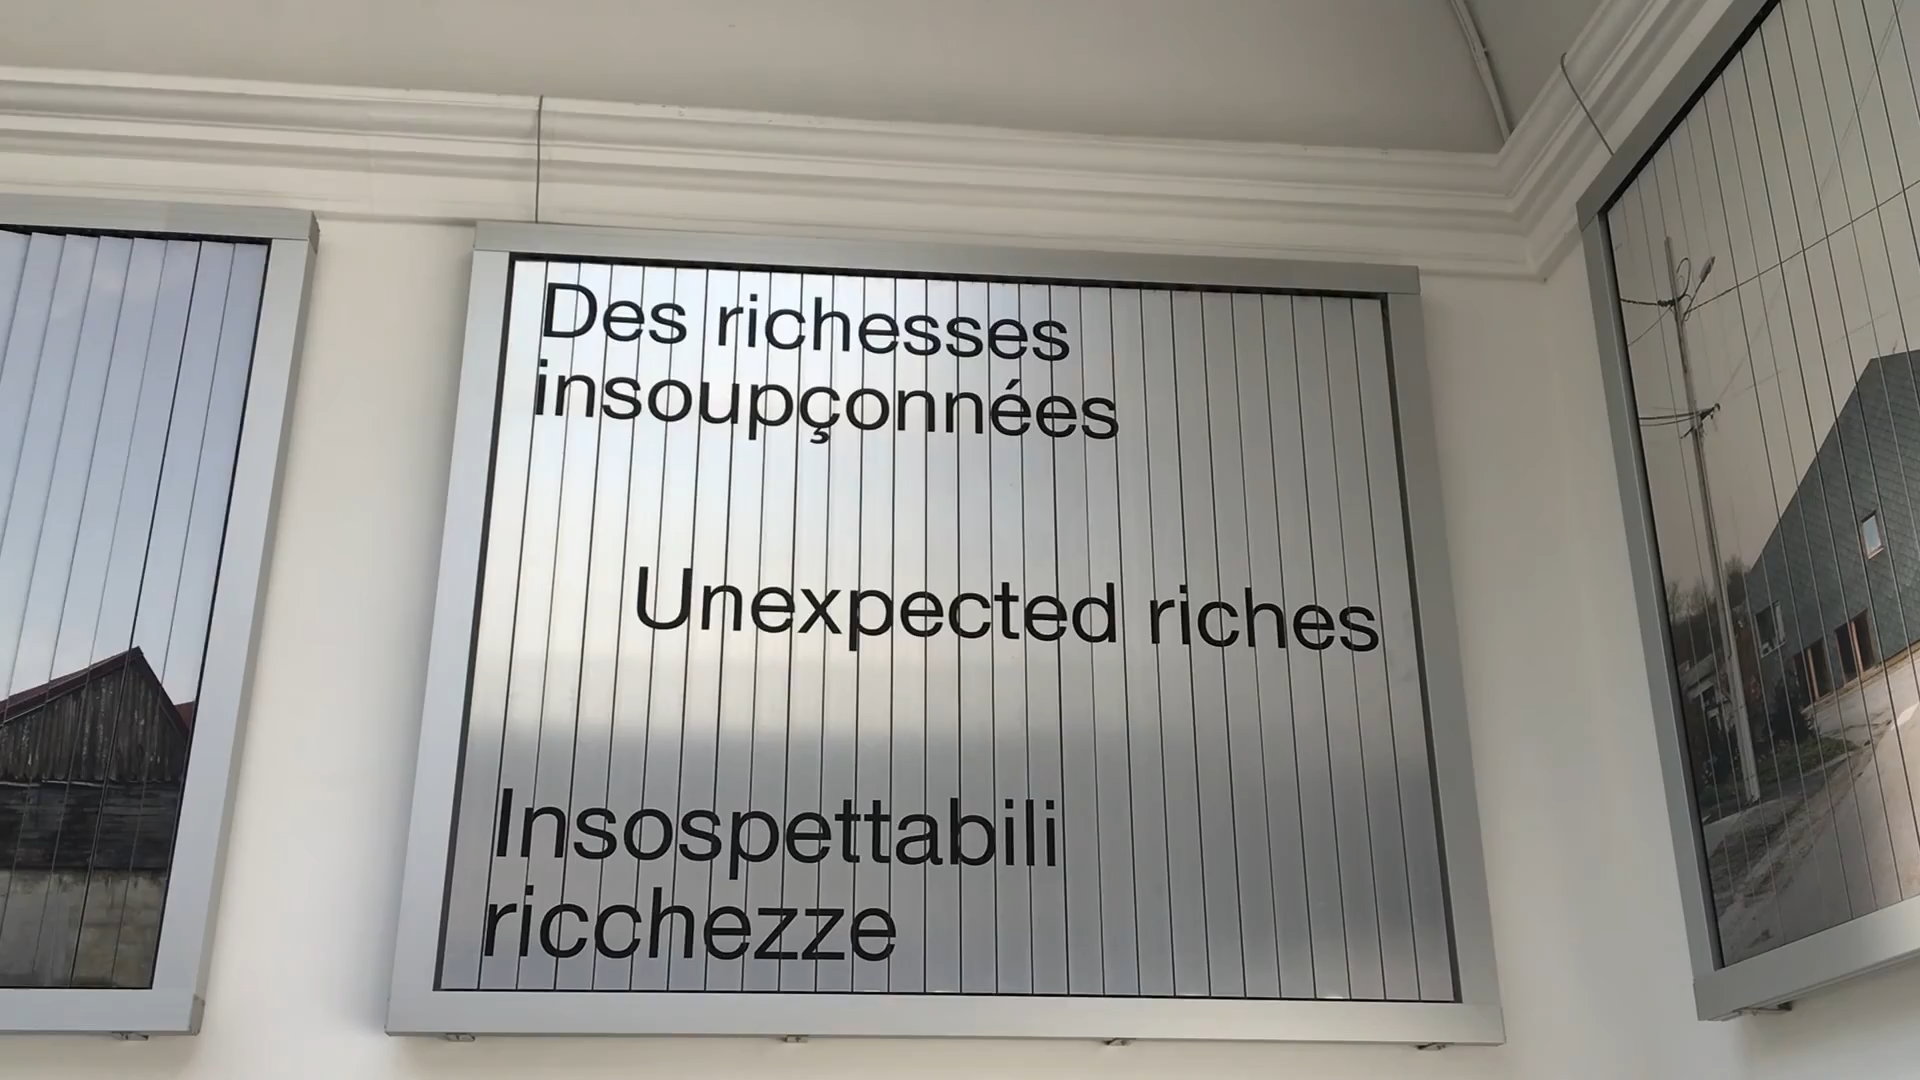 Des richesses
insoupçonnées
Unexpected riches
Insospettabili
ricchezze